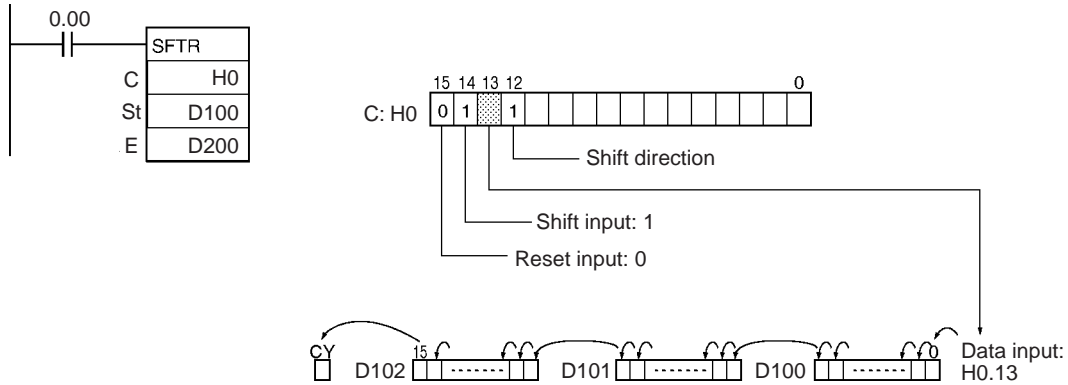 0.00
SFTR
C H0
St D100
E D200
15 14 13 12 0
C: H0 0 1 1
Shift direction
Shift input: 1
Reset input: 0
CY 15 0 Data input:
D102 D101 D100 H0.13